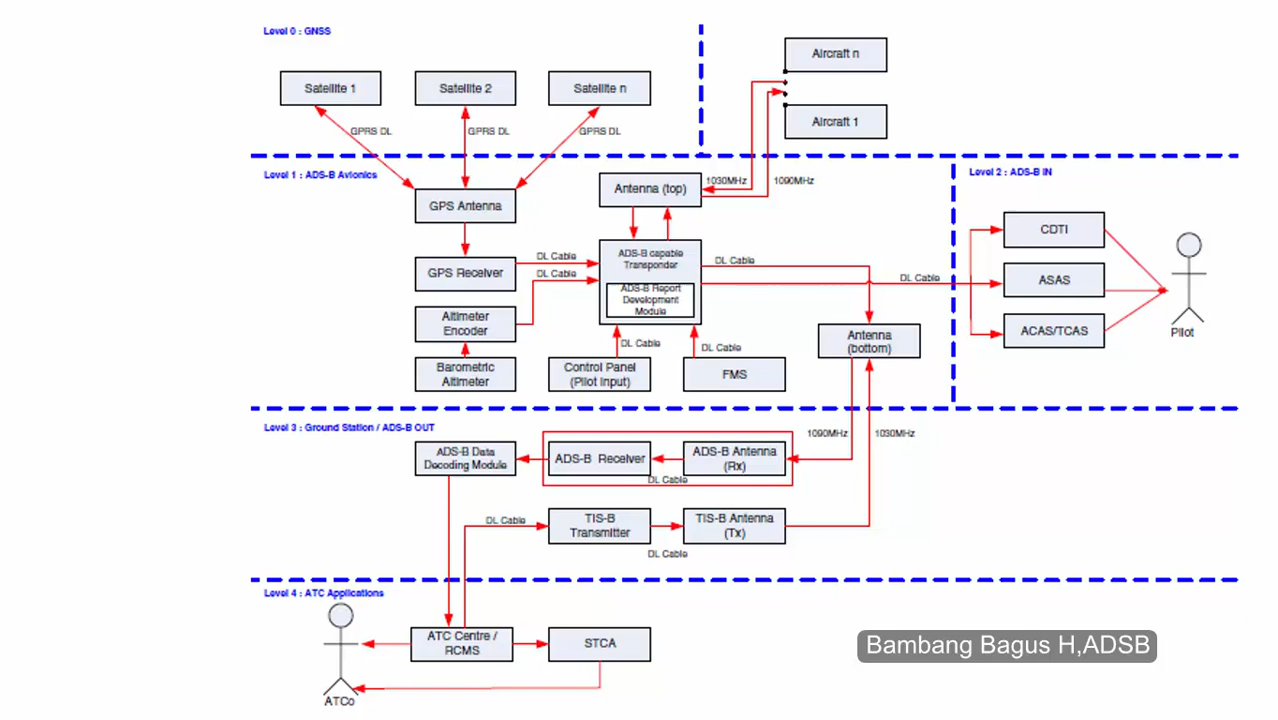 Level 0 : GNSS
Aircraft n
Satellite 1
Satellite 2
Satellite n
Aircraft 1
GPRS DL
GPRS DL
GPRS DL
Level 1 : ADS-B Avionics
Level 2 : ADS-B IN
Antenna (top)
1030MHz
1090MHz
GPS Antenna
CDTI
ADS-B capable
Transponder
DL Cable
DL Cable
GPS Receiver
DL Cable
DL Cable
ASAS
ADS-B Report
Development
Module
Altimeter
Encoder
ACAS/TCAS
Pilot
DL Cable
DL Cable
Antenna
(bottom)
Barometric
Altimeter
Control Panel
(Pilot Input)
FMS
Level 3 : Ground Station / ADS-B OUT
1090MHz
1030MHz
ADS-B Data
Decoding Module
ADS-B Receiver
ADS-B Antenna
(Rx)
DL Cable
DL Cable
TIS-B
Transmitter
TIS-B Antenna
(Tx)
DL Cable
Level 4 : ATC Applications
ATC Centre /
RCMS
STCA
ATCo
Bambang Bagus H,ADSB